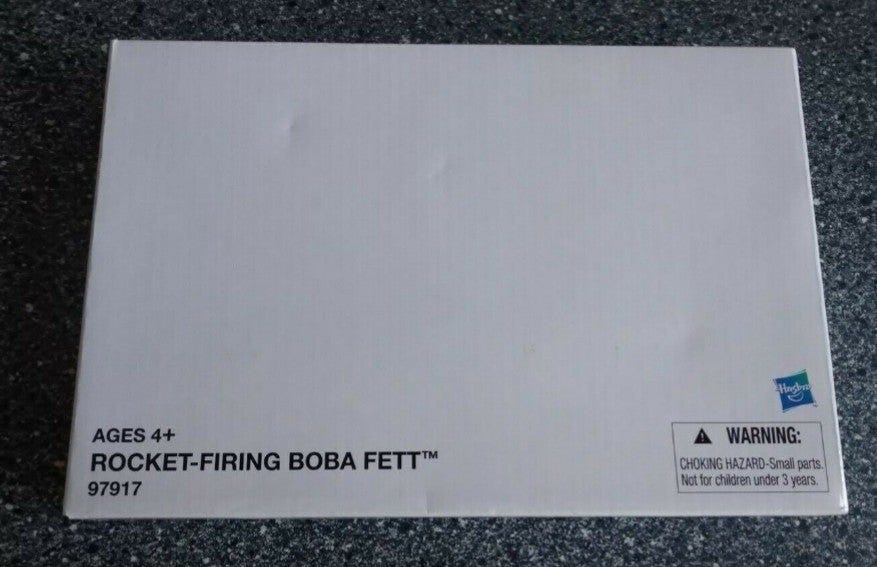 Hasbro
AGES 4+
ROCKET-FIRING BOBA FETT™
97917
WARNING:
CHOKING HAZARD-Small parts.
Not for children under 3 years.